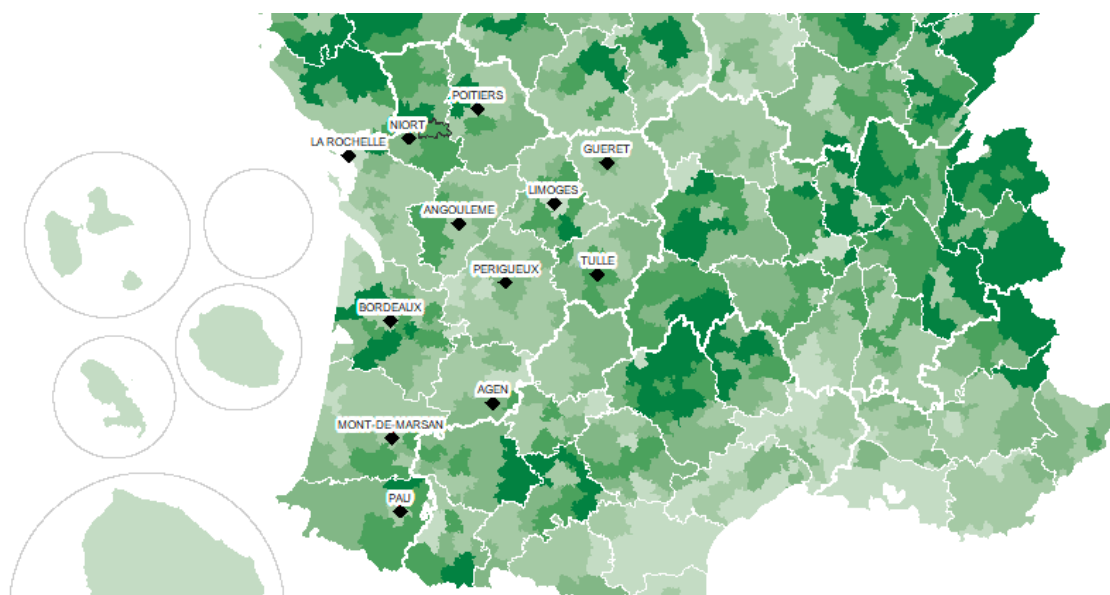 POITIERS
NIORT
LA ROCHELLE
GUERET
LIMOGES
ANGOULEME
TULLE
PERIGUEUX
BORDEAUX
AGEN
MONT-DE-MARSAN
PAU